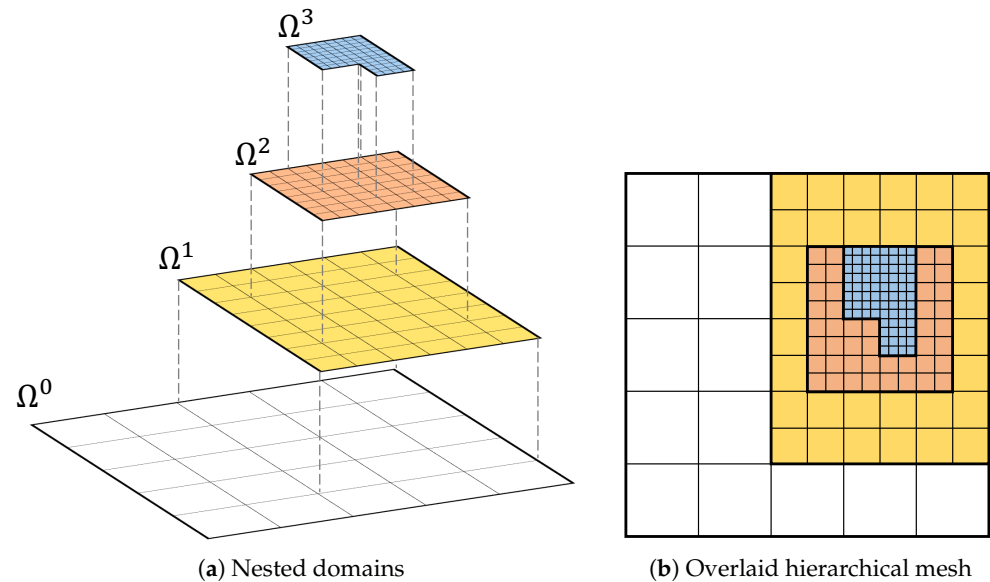 Ω³
Ω²
Ω¹
Ω⁰
(a) Nested domains
(b) Overlaid hierarchical mesh